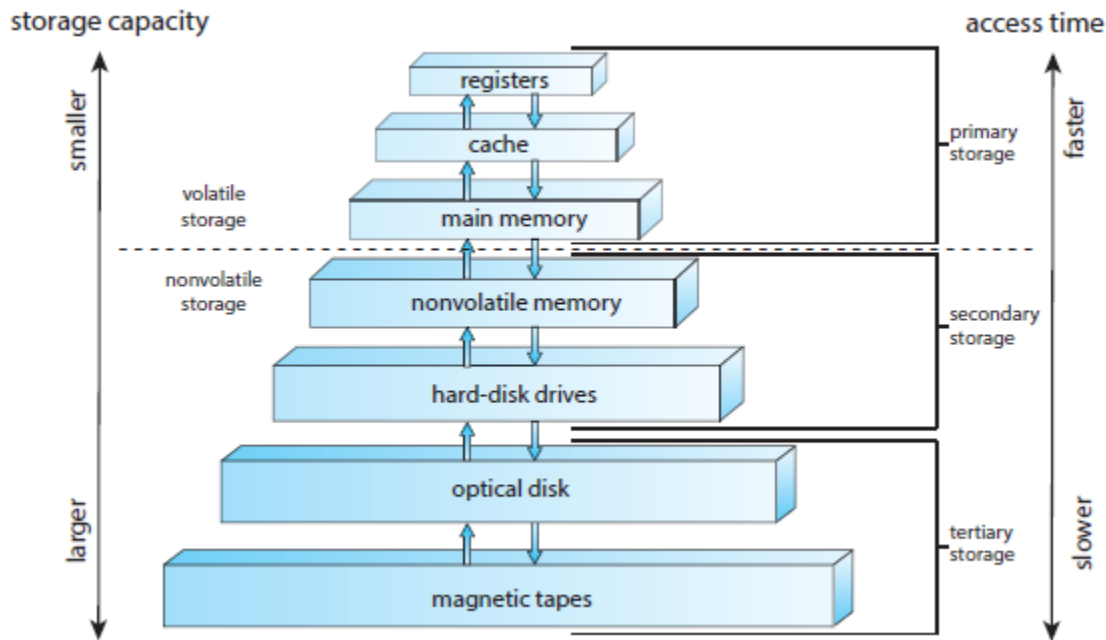 storage capacity
access time
smaller
faster
registers
cache
primary
storage
volatile
storage
main memory
nonvolatile
storage
nonvolatile memory
secondary
storage
hard-disk drives
larger
slower
optical disk
tertiary
storage
magnetic tapes